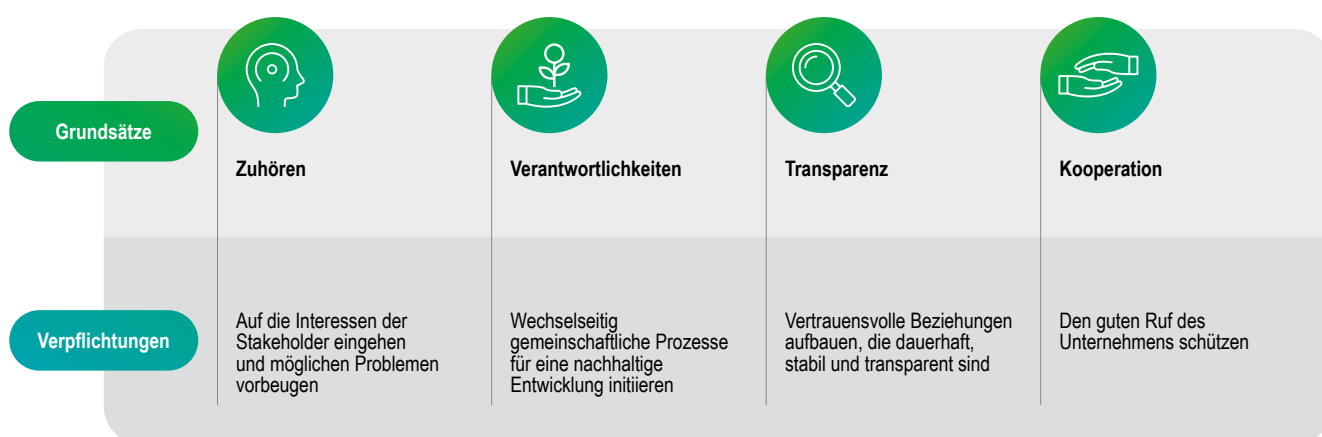 Grundsätze
Zuhören
Verantwortlichkeiten
Transparenz
Kooperation
Verpflichtungen
Auf die Interessen der
Stakeholder eingehen
und möglichen Problemen
vorbeugen
Wechselseitig
gemeinschaftliche Prozesse
für eine nachhaltige
Entwicklung initiieren
Vertrauensvolle Beziehungen
aufbauen, die dauerhaft,
stabil und transparent sind
Den guten Ruf des
Unternehmens schützen